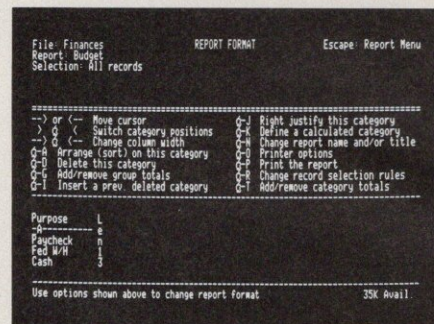 File: Finances REPORT FORMAT Escape: Report Menu
Report: Budget
Selection: All records
--> or <-- Move cursor
> ⌂ < Switch category positions
--> ⌂ <-- Change column width
⌂-A Arrange (sort) on this category
⌂-D Delete this category
⌂-G Add/remove group totals
⌂-I Insert a prev. deleted category
⌂-J Right justify this category
⌂-K Define a calculated category
⌂-N Change report name and/or title
⌂-O Printer options
⌂-P Print the report
⌂-R Change record selection rules
⌂-T Add/remove category totals
Purpose L
-A--------- e
Paycheck n
Fed W/H 1
Cash 3
Use options shown above to change report format 35K Avail.